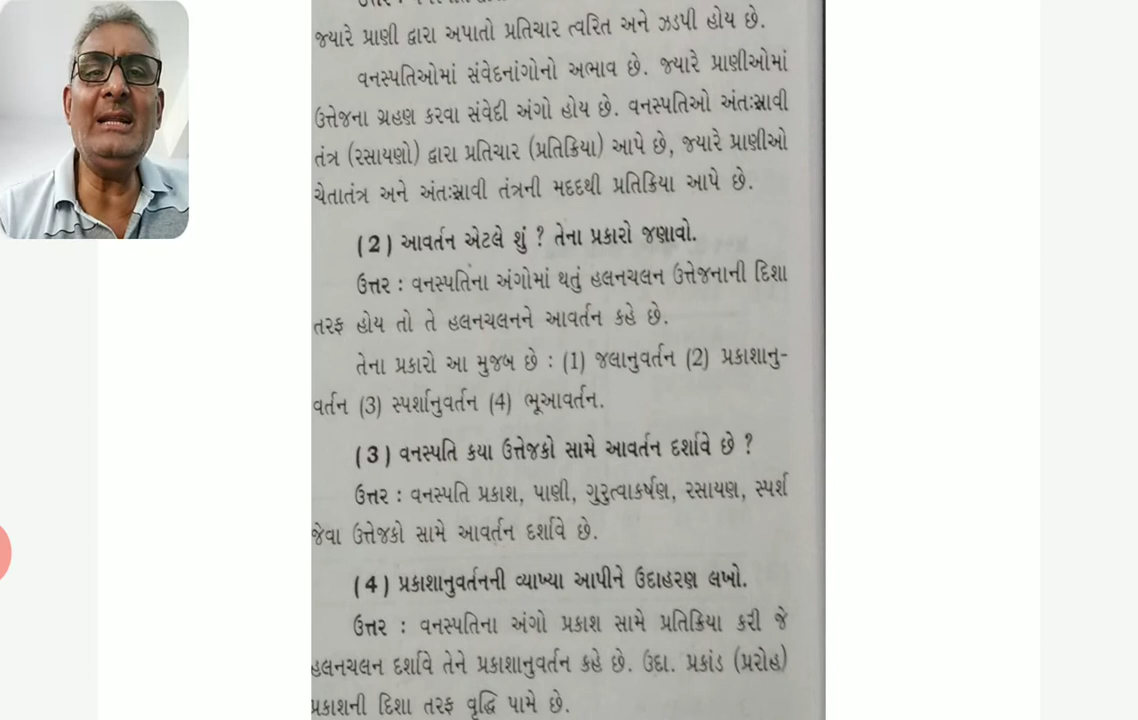 જ્યારે પ્રાણી દ્વારા અપાતો પ્રતિચાર ત્વરિત અને ઝડપી હોય છે.
વનસ્પતિઓમાં સંવેદનાંગોનો અભાવ છે. જ્યારે પ્રાણીઓમાં
ઉત્તેજના ગ્રહણ કરવા સંવેદી અંગો હોય છે. વનસ્પતિઓ અંતઃસ્રાવી
તંત્ર (રસાયણો) દ્વારા પ્રતિચાર (પ્રતિક્રિયા) આપે છે, જ્યારે પ્રાણીઓ
ચેતાતંત્ર અને અંતઃસ્રાવી તંત્રની મદદથી પ્રતિક્રિયા આપે છે.
(2) આવર્તન એટલે શું ? તેના પ્રકારો જણાવો.
ઉત્તર : વનસ્પતિના અંગોમાં થતું હલનચલન ઉત્તેજનાની દિશા
તરફ હોય તો તે હલનચલનને આવર્તન કહે છે.
તેના પ્રકારો આ મુજબ છે : (1) જલાનુવર્તન (2) પ્રકાશાનુ-
વર્તન (3) સ્પર્શાનુવર્તન (4) ભૂઆવર્તન.
(3) વનસ્પતિ કયા ઉત્તેજકો સામે આવર્તન દર્શાવે છે ?
ઉત્તર : વનસ્પતિ પ્રકાશ, પાણી, ગુરુત્વાકર્ષણ, રસાયણ, સ્પર્શ
જેવા ઉત્તેજકો સામે આવર્તન દર્શાવે છે.
(4) પ્રકાશાનુવર્તનની વ્યાખ્યા આપીને ઉદાહરણ લખો.
ઉત્તર : વનસ્પતિના અંગો પ્રકાશ સામે પ્રતિક્રિયા કરી જે
હલનચલન દર્શાવે તેને પ્રકાશાનુવર્તન કહે છે. ઉદા. પ્રકાંડ (પ્રરોહ)
પ્રકાશની દિશા તરફ વૃદ્ધિ પામે છે.